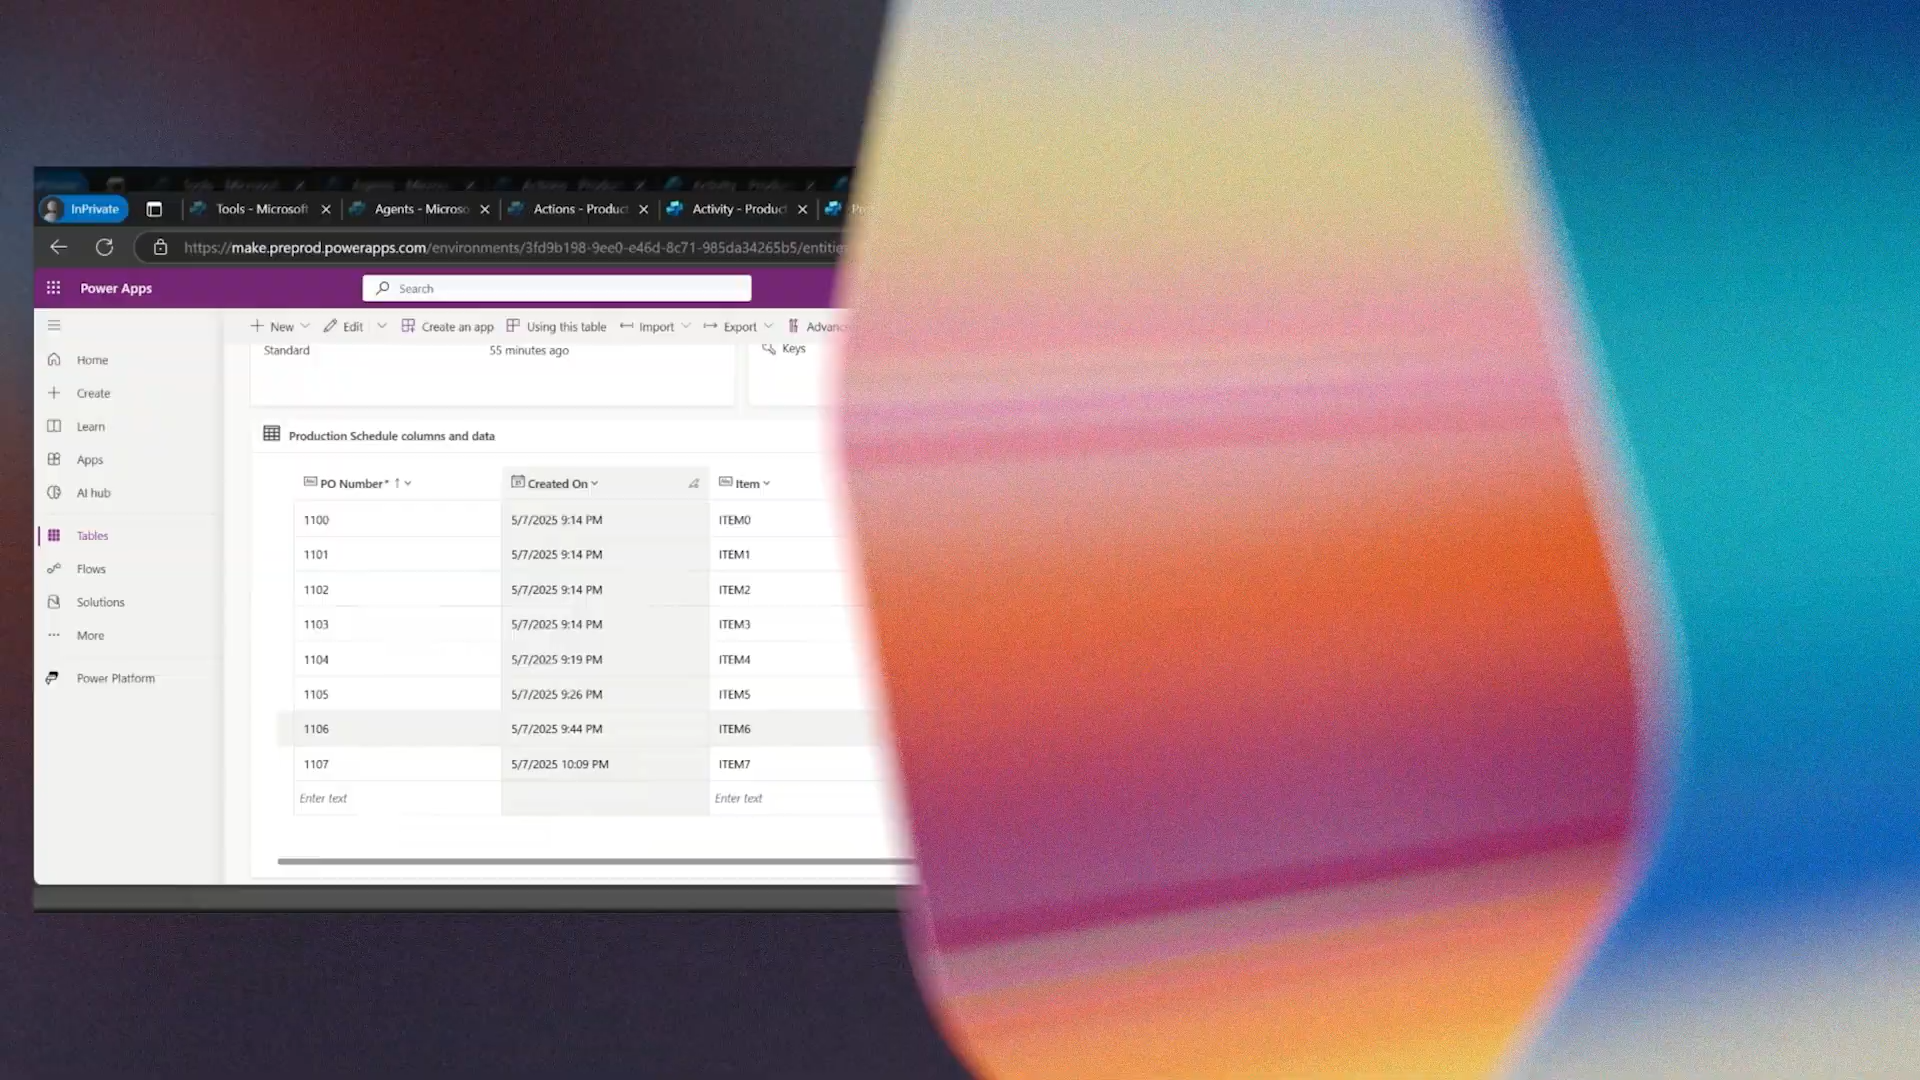 InPrivate Tools - Microsoft Agents - Microso Actions - Product Activity - Product
https://make.preprod.powerapps.com/environments/3fd9b198-9ee0-e46d-8c71-985da34265b5/entitie
Power Apps Search
New Edit Create an app Using this table Import Export Advanc
Standard 55 minutes ago Keys
Home
Create
Learn
Apps
AI hub
Tables
Flows
Solutions
More
Power Platform
Production Schedule columns and data
PO Number* ↑ Created On Item
1100 5/7/2025 9:14 PM ITEM0
1101 5/7/2025 9:14 PM ITEM1
1102 5/7/2025 9:14 PM ITEM2
1103 5/7/2025 9:14 PM ITEM3
1104 5/7/2025 9:19 PM ITEM4
1105 5/7/2025 9:26 PM ITEM5
1106 5/7/2025 9:44 PM ITEM6
1107 5/7/2025 10:09 PM ITEM7
Enter text Enter text